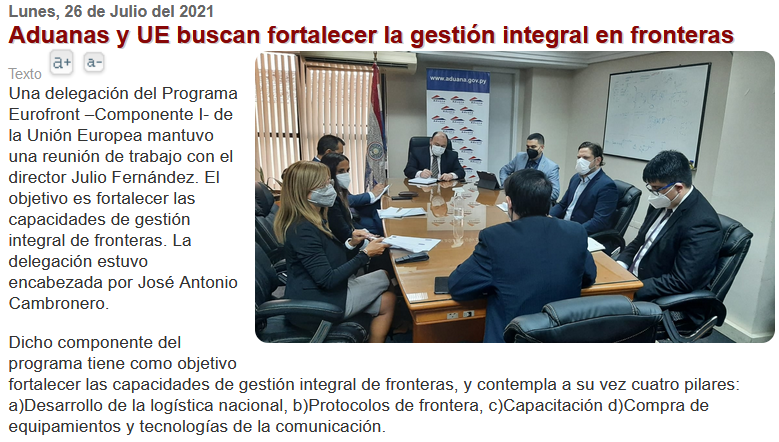 Lunes, 26 de Julio del 2021
Aduanas y UE buscan fortalecer la gestión integral en fronteras
Texto a+ a-
Una delegación del Programa
Eurofront –Componente I- de
la Unión Europea mantuvo
una reunión de trabajo con el
director Julio Fernández. El
objetivo es fortalecer las
capacidades de gestión
integral de fronteras. La
delegación estuvo
encabezada por José Antonio
Cambronero.
www.aduana.gov.py
Dicho componente del
programa tiene como objetivo
fortalecer las capacidades de gestión integral de fronteras, y contempla a su vez cuatro pilares:
a)Desarrollo de la logística nacional, b)Protocolos de frontera, c)Capacitación d)Compra de
equipamientos y tecnologías de la comunicación.